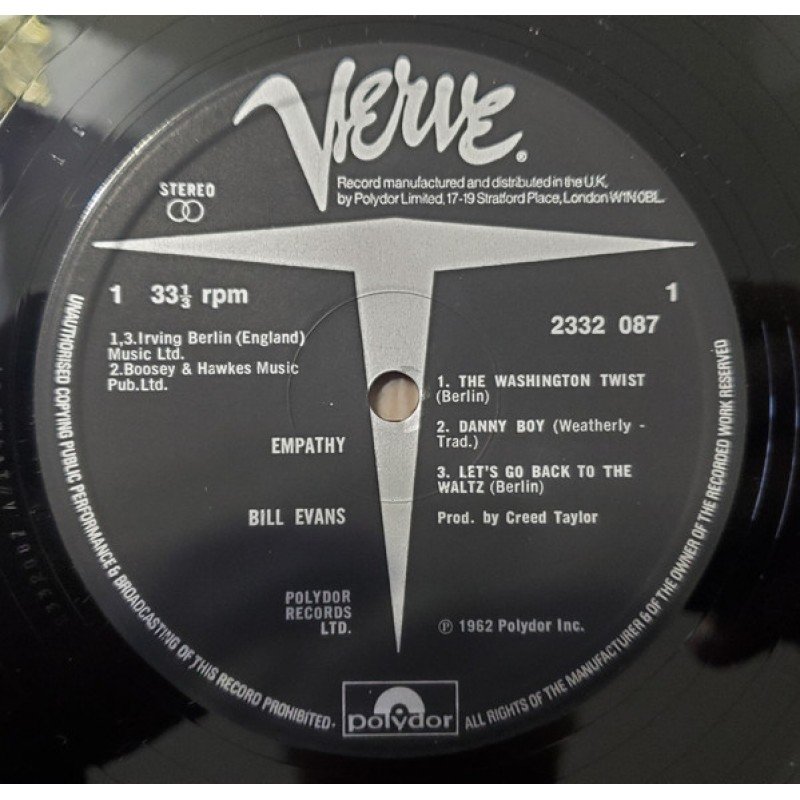 Verve®
Record manufactured and distributed in the U.K.
by Polydor Limited, 17-19 Stratford Place, London W1N 0BL.
STEREO
1 33⅓ rpm
1
2332 087
1,3.Irving Berlin (England)
Music Ltd.
2.Boosey & Hawkes Music
Pub.Ltd.
1. THE WASHINGTON TWIST
(Berlin)
2. DANNY BOY (Weatherly -
Trad.)
3. LET'S GO BACK TO THE
WALTZ (Berlin)
Prod. by Creed Taylor
EMPATHY
BILL EVANS
POLYDOR
RECORDS
LTD.
℗ 1962 Polydor Inc.
UNAUTHORISED COPYING PUBLIC PERFORMANCE & BROADCASTING OF THIS RECORD PROHIBITED.
polydor
ALL RIGHTS OF THE MANUFACTURER & OF THE OWNER OF THE RECORDED WORK RESERVED